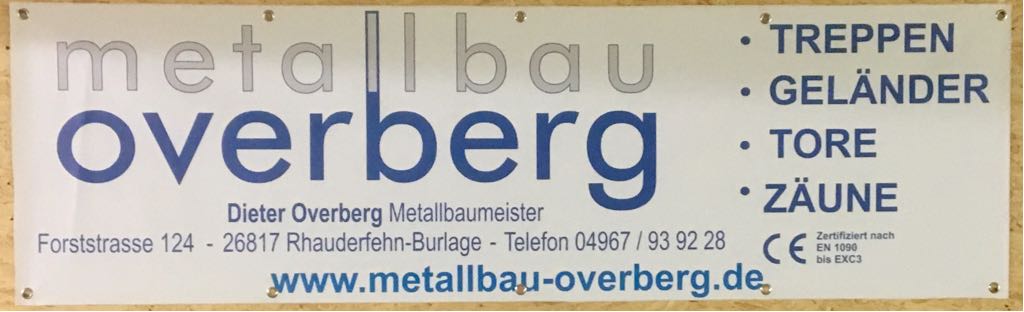 metallbau
overberg
Dieter Overberg Metallbaumeister
Forststrasse 124 - 26817 Rhauderfehn-Burlage - Telefon 04967 / 93 92 28
www.metallbau-overberg.de
• TREPPEN
• GELÄNDER
• TORE
• ZÄUNE
CE Zertifiziert nach
EN 1090
bis EXC3